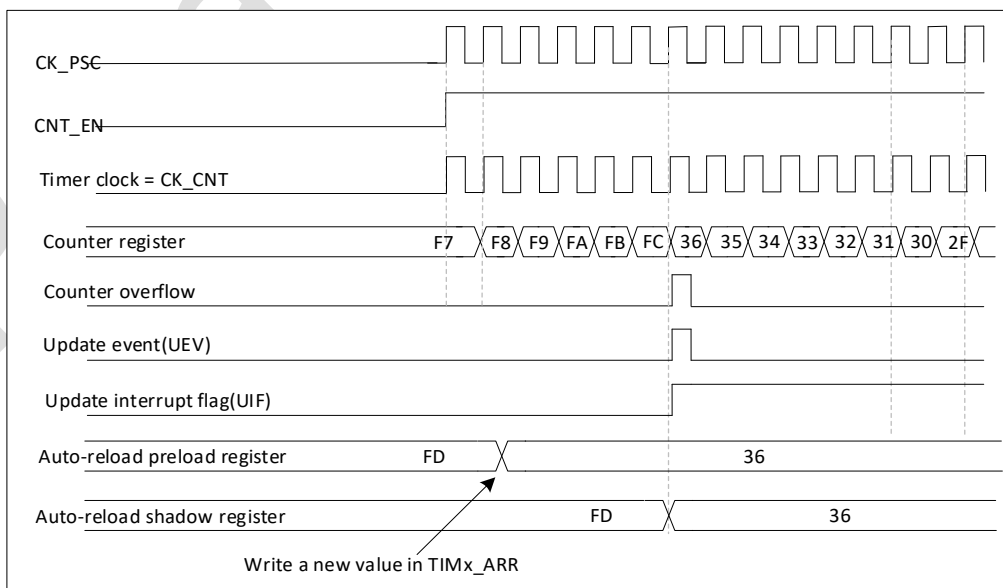 CK_PSC
CNT_EN
Timer clock = CK_CNT
Counter register F7 F8 F9 FA FB FC 36 35 34 33 32 31 30 2F
Counter overflow
Update event(UEV)
Update interrupt flag(UIF)
Auto-reload preload register FD 36
Auto-reload shadow register FD 36
Write a new value in TIMx_ARR